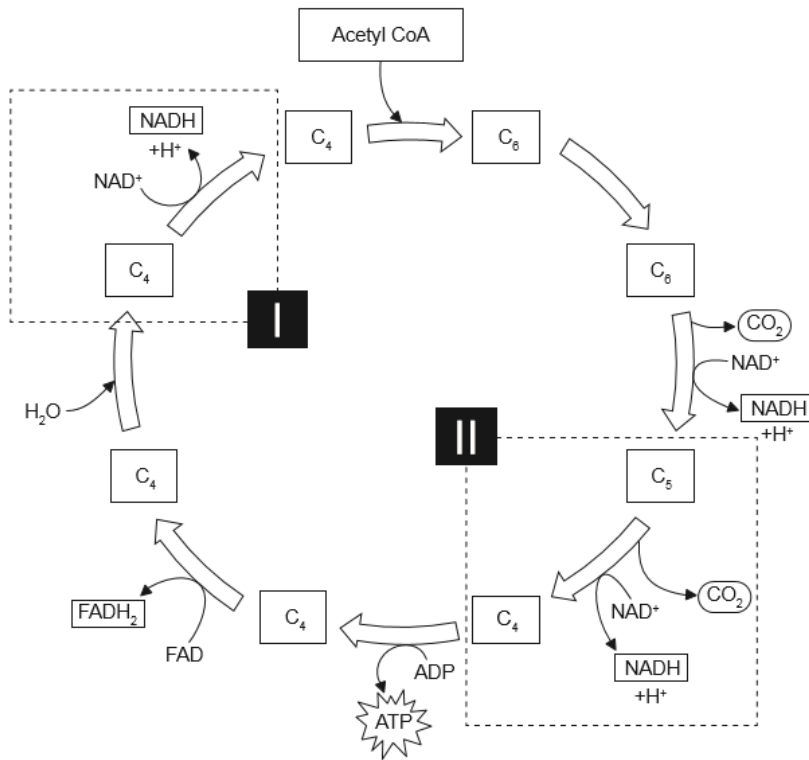 Acetyl CoA
NADH
+H⁺
NAD⁺
C₄
C₆
C₄
C₆
I
CO₂
NAD⁺
NADH
+H⁺
H₂O
II
C₄
C₅
C₄
C₄
CO₂
NAD⁺
NADH
+H⁺
FADH₂
FAD
ADP
ATP